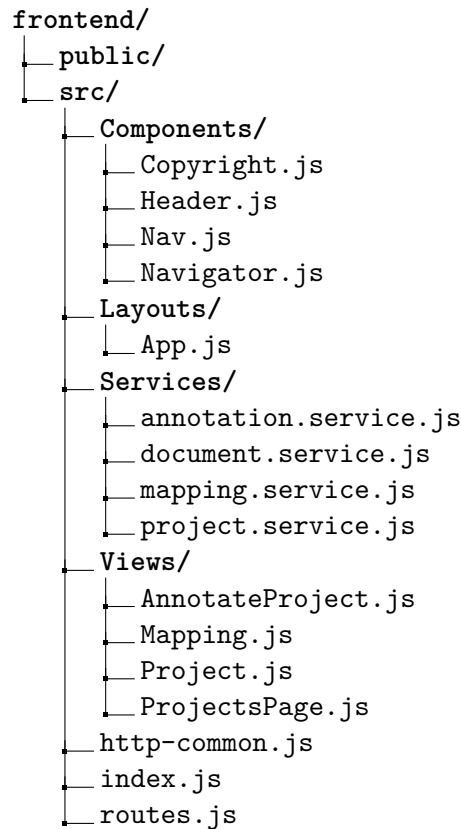 frontend/
public/
src/
Components/
Copyright.js
Header.js
Nav.js
Navigator.js
Layouts/
App.js
Services/
annotation.service.js
document.service.js
mapping.service.js
project.service.js
Views/
AnnotateProject.js
Mapping.js
Project.js
ProjectsPage.js
http-common.js
index.js
routes.js